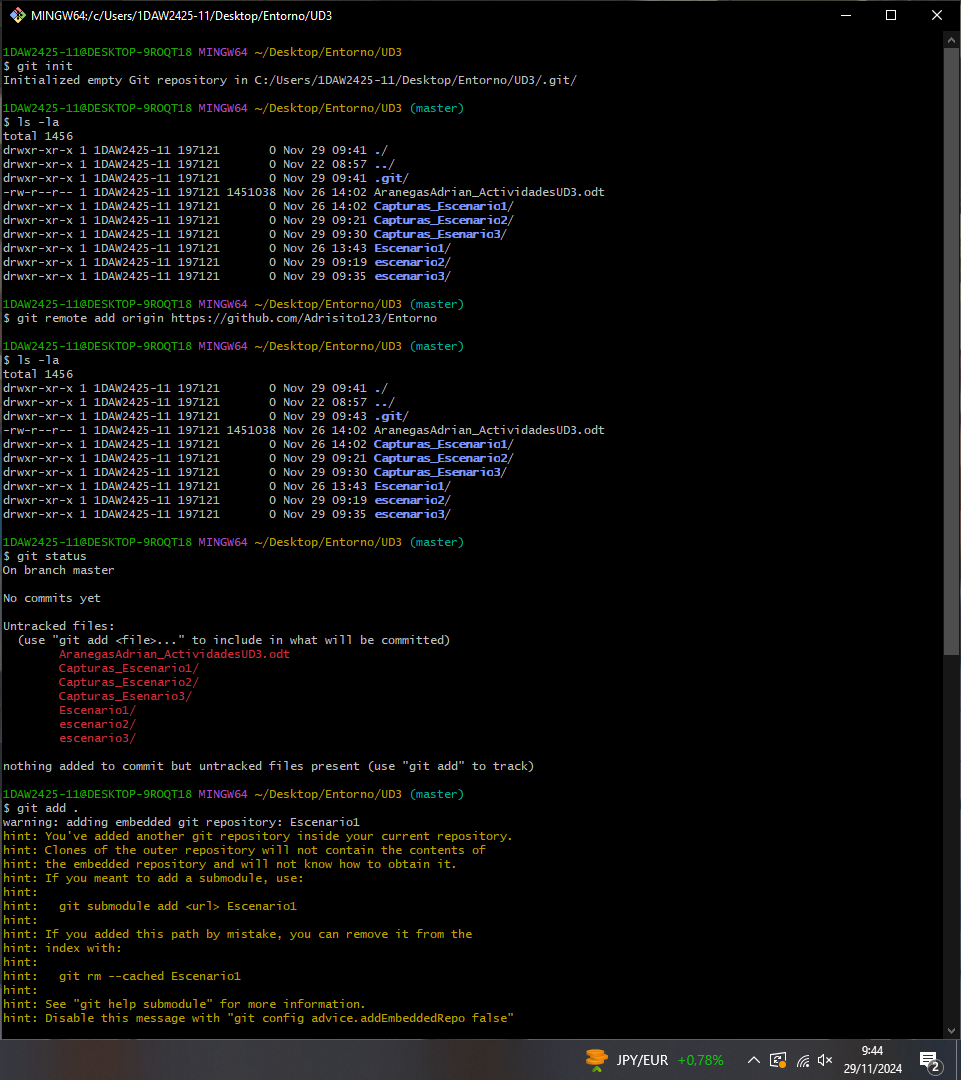 MINGW64:/c/Users/1DAW2425-11/Desktop/Entorno/UD3
1DAW2425-11@DESKTOP-9ROQT18 MINGW64 ~/Desktop/Entorno/UD3
$ git init
Initialized empty Git repository in C:/Users/1DAW2425-11/Desktop/Entorno/UD3/.git/
1DAW2425-11@DESKTOP-9ROQT18 MINGW64 ~/Desktop/Entorno/UD3 (master)
$ ls -la
total 1456
drwxr-xr-x 1 1DAW2425-11 197121       0 Nov 29 09:41 ./
drwxr-xr-x 1 1DAW2425-11 197121       0 Nov 22 08:57 ../
drwxr-xr-x 1 1DAW2425-11 197121       0 Nov 29 09:41 .git/
-rw-r--r-- 1 1DAW2425-11 197121 1451038 Nov 26 14:02 AranegasAdrian_ActividadesUD3.odt
drwxr-xr-x 1 1DAW2425-11 197121       0 Nov 26 14:02 Capturas_Escenario1/
drwxr-xr-x 1 1DAW2425-11 197121       0 Nov 29 09:21 Capturas_Escenario2/
drwxr-xr-x 1 1DAW2425-11 197121       0 Nov 29 09:30 Capturas_Esenario3/
drwxr-xr-x 1 1DAW2425-11 197121       0 Nov 26 13:43 Escenario1/
drwxr-xr-x 1 1DAW2425-11 197121       0 Nov 29 09:19 escenario2/
drwxr-xr-x 1 1DAW2425-11 197121       0 Nov 29 09:35 escenario3/
1DAW2425-11@DESKTOP-9ROQT18 MINGW64 ~/Desktop/Entorno/UD3 (master)
$ git remote add origin https://github.com/Adrisito123/Entorno
1DAW2425-11@DESKTOP-9ROQT18 MINGW64 ~/Desktop/Entorno/UD3 (master)
$ ls -la
total 1456
drwxr-xr-x 1 1DAW2425-11 197121       0 Nov 29 09:41 ./
drwxr-xr-x 1 1DAW2425-11 197121       0 Nov 22 08:57 ../
drwxr-xr-x 1 1DAW2425-11 197121       0 Nov 29 09:43 .git/
-rw-r--r-- 1 1DAW2425-11 197121 1451038 Nov 26 14:02 AranegasAdrian_ActividadesUD3.odt
drwxr-xr-x 1 1DAW2425-11 197121       0 Nov 26 14:02 Capturas_Escenario1/
drwxr-xr-x 1 1DAW2425-11 197121       0 Nov 29 09:21 Capturas_Escenario2/
drwxr-xr-x 1 1DAW2425-11 197121       0 Nov 29 09:30 Capturas_Esenario3/
drwxr-xr-x 1 1DAW2425-11 197121       0 Nov 26 13:43 Escenario1/
drwxr-xr-x 1 1DAW2425-11 197121       0 Nov 29 09:19 escenario2/
drwxr-xr-x 1 1DAW2425-11 197121       0 Nov 29 09:35 escenario3/
1DAW2425-11@DESKTOP-9ROQT18 MINGW64 ~/Desktop/Entorno/UD3 (master)
$ git status
On branch master
No commits yet
Untracked files:
  (use "git add <file>..." to include in what will be committed)
        AranegasAdrian_ActividadesUD3.odt
        Capturas_Escenario1/
        Capturas_Escenario2/
        Capturas_Esenario3/
        Escenario1/
        escenario2/
        escenario3/
nothing added to commit but untracked files present (use "git add" to track)
1DAW2425-11@DESKTOP-9ROQT18 MINGW64 ~/Desktop/Entorno/UD3 (master)
$ git add .
warning: adding embedded git repository: Escenario1
hint: You've added another git repository inside your current repository.
hint: Clones of the outer repository will not contain the contents of
hint: the embedded repository and will not know how to obtain it.
hint: If you meant to add a submodule, use:
hint:
hint:   git submodule add <url> Escenario1
hint:
hint: If you added this path by mistake, you can remove it from the
hint: index with:
hint:
hint:   git rm --cached Escenario1
hint:
hint: See "git help submodule" for more information.
hint: Disable this message with "git config advice.addEmbeddedRepo false"
JPY/EUR +0,78%
9:44
29/11/2024
2